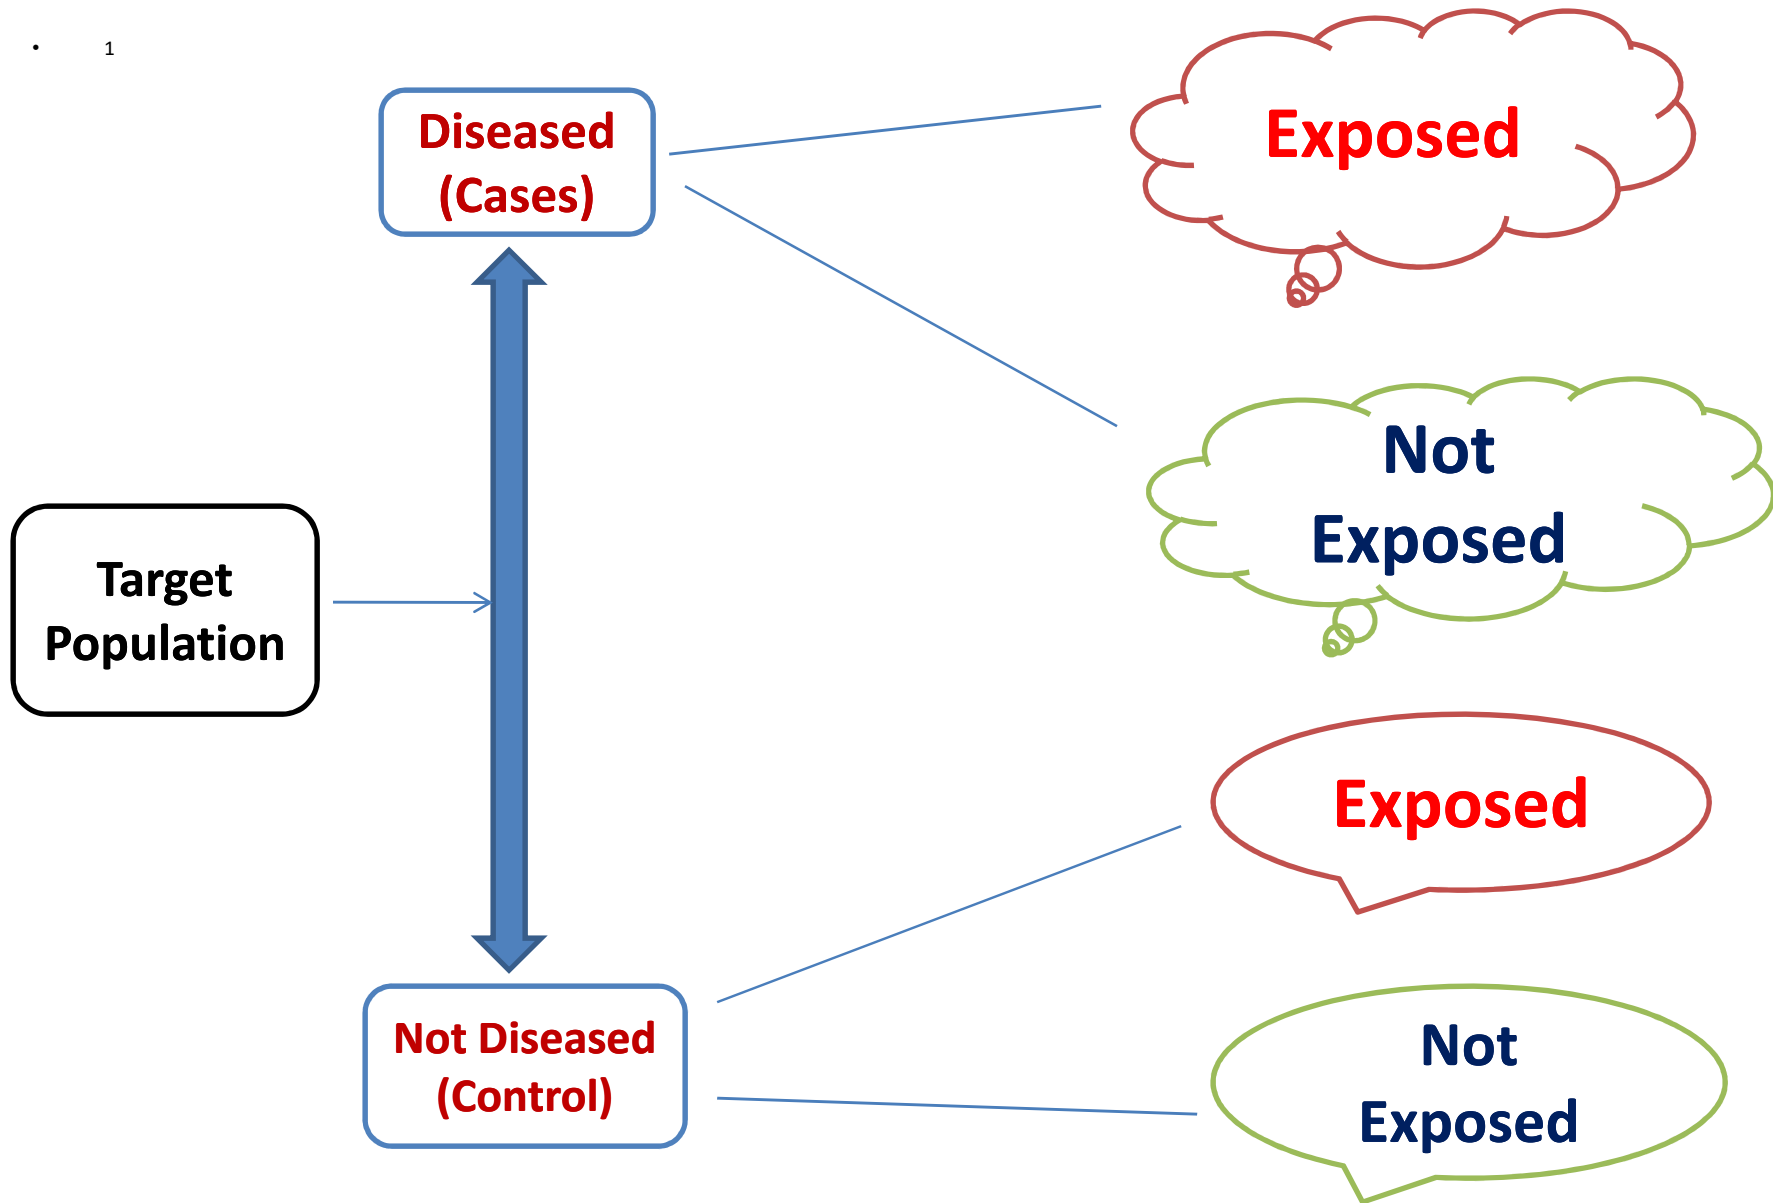 • 1
Diseased
(Cases)
Exposed
Not
Exposed
Target
Population
Exposed
Not Diseased
(Control)
Not
Exposed